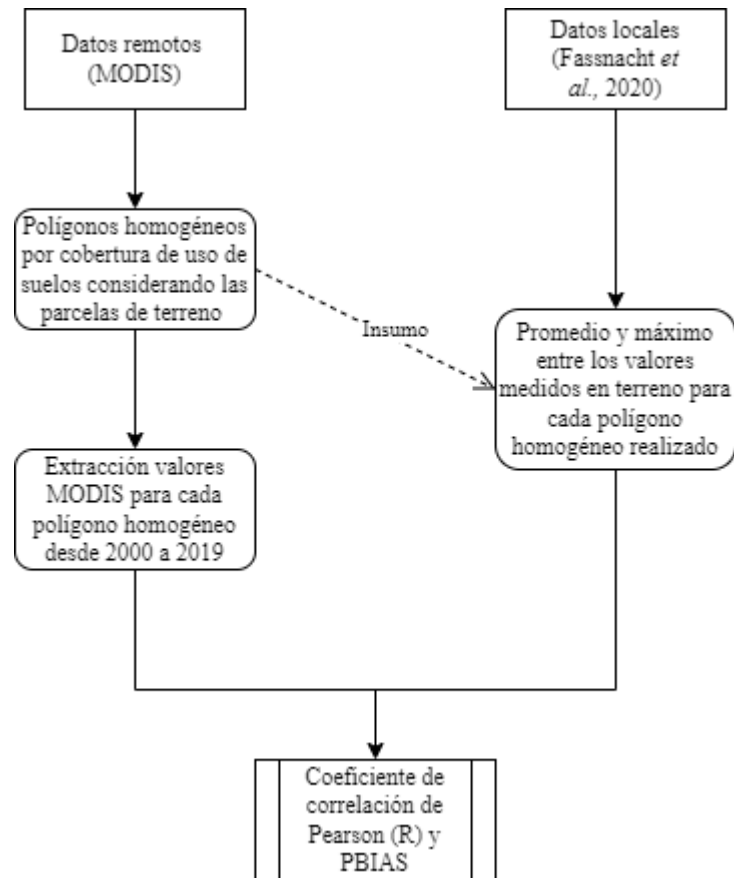 Datos remotos
(MODIS)
Datos locales
(Fassnacht et
al., 2020)
Polígonos homogéneos
por cobertura de uso de
suelos considerando las
parcelas de terreno
Insumo
Promedio y máximo
entre los valores
medidos en terreno para
cada polígono
homogéneo realizado
Extracción valores
MODIS para cada
polígono homogéneo
desde 2000 a 2019
Coefíciente de
correlación de
Pearson (R) y
PBIAS